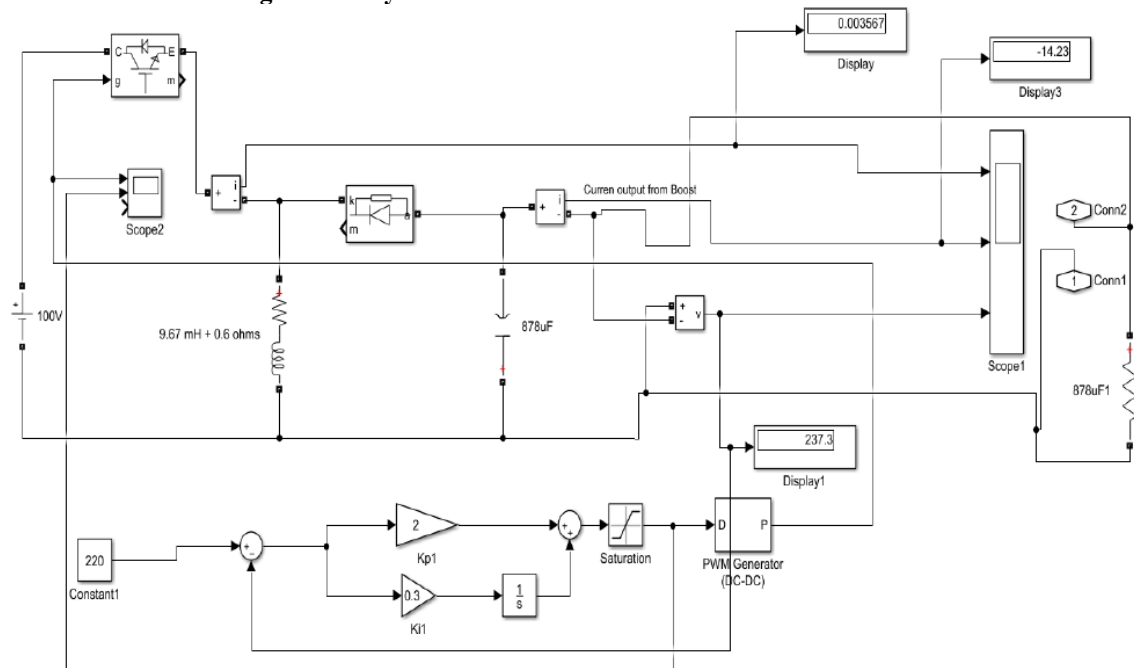 0.003567
Display
-14.23
Display3
C
E
g
m
Scope2
i
+
-
k
m
Curren output from Boost
i
+
-
2
Conn2
1
Conn1
+
100V
9.67 mH + 0.6 ohms
+
878uF
+
+
-
v
Scope1
+
878uF1
237.3
Display1
220
Constant1
+
-
2
Kp1
0.3
Ki1
1
s
+
+
Saturation
D
P
PWM Generator
(DC-DC)